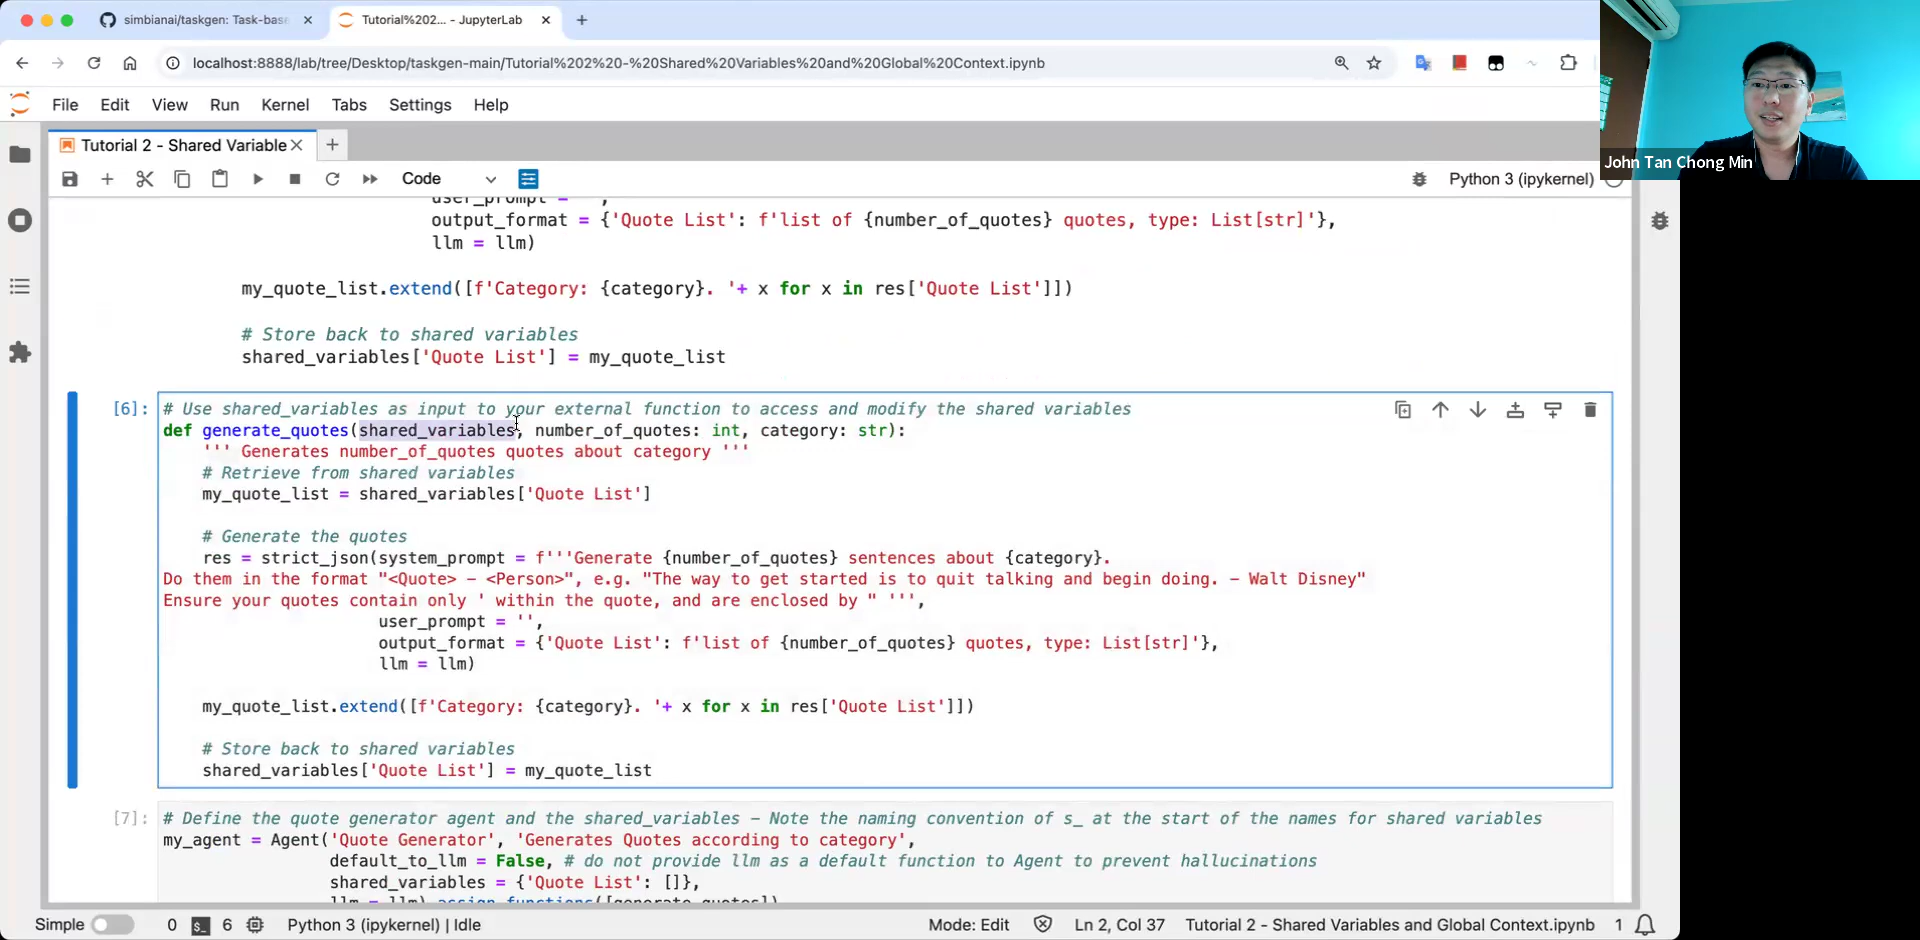 simbianai/taskgen: Task-base
Tutorial%202... - JupyterLab
localhost:8888/lab/tree/Desktop/taskgen-main/Tutorial%202%20-%20Shared%20Variables%20and%20Global%20Context.ipynb
File Edit View Run Kernel Tabs Settings Help
John Tan Chong Min
Tutorial 2 - Shared Variable
Code
Python 3 (ipykernel)
user_prompt = '',
output_format = {'Quote List': f'list of {number_of_quotes} quotes, type: List[str]'},
llm = llm)
my_quote_list.extend([f'Category: {category}. '+ x for x in res['Quote List']])
# Store back to shared variables
shared_variables['Quote List'] = my_quote_list
[6]:
# Use shared_variables as input to your external function to access and modify the shared variables
def generate_quotes(shared_variables, number_of_quotes: int, category: str):
''' Generates number_of_quotes quotes about category '''
# Retrieve from shared variables
my_quote_list = shared_variables['Quote List']
# Generate the quotes
res = strict_json(system_prompt = f'''Generate {number_of_quotes} sentences about {category}.
Do them in the format "<Quote> - <Person>", e.g. "The way to get started is to quit talking and begin doing. - Walt Disney"
Ensure your quotes contain only ' within the quote, and are enclosed by " ''',
user_prompt = '',
output_format = {'Quote List': f'list of {number_of_quotes} quotes, type: List[str]'},
llm = llm)
my_quote_list.extend([f'Category: {category}. '+ x for x in res['Quote List']])
# Store back to shared variables
shared_variables['Quote List'] = my_quote_list
[7]:
# Define the quote generator agent and the shared_variables - Note the naming convention of s_ at the start of the names for shared variables
my_agent = Agent('Quote Generator', 'Generates Quotes according to category',
default_to_llm = False, # do not provide llm as a default function to Agent to prevent hallucinations
shared_variables = {'Quote List': []},
llm = llm).assign_functions([generate_quotes])
Simple 0 $_ 6 Python 3 (ipykernel) | Idle
Mode: Edit Ln 2, Col 37 Tutorial 2 - Shared Variables and Global Context.ipynb 1